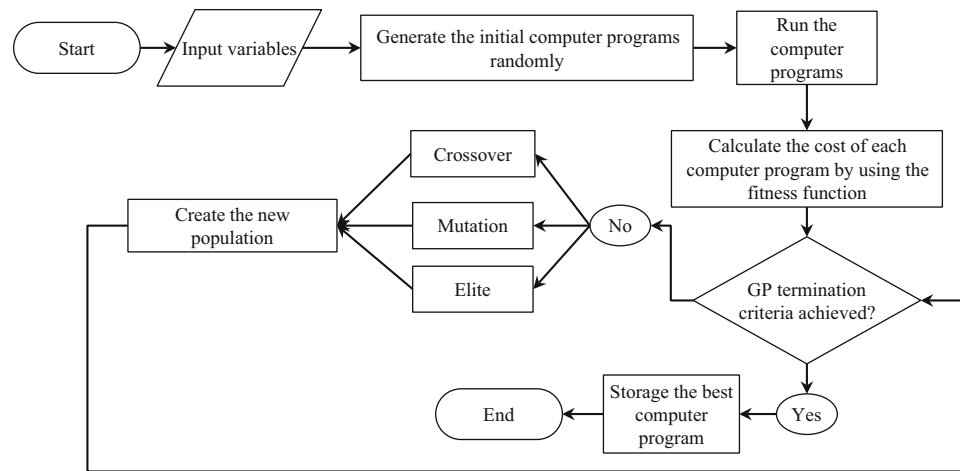 Start
Input variables
Generate the initial computer programs
randomly
Run the
computer
programs
Calculate the cost of each
computer program by using the
fitness function
GP termination
criteria achieved?
No
Crossover
Mutation
Elite
Create the new
population
Yes
Storage the best
computer
program
End